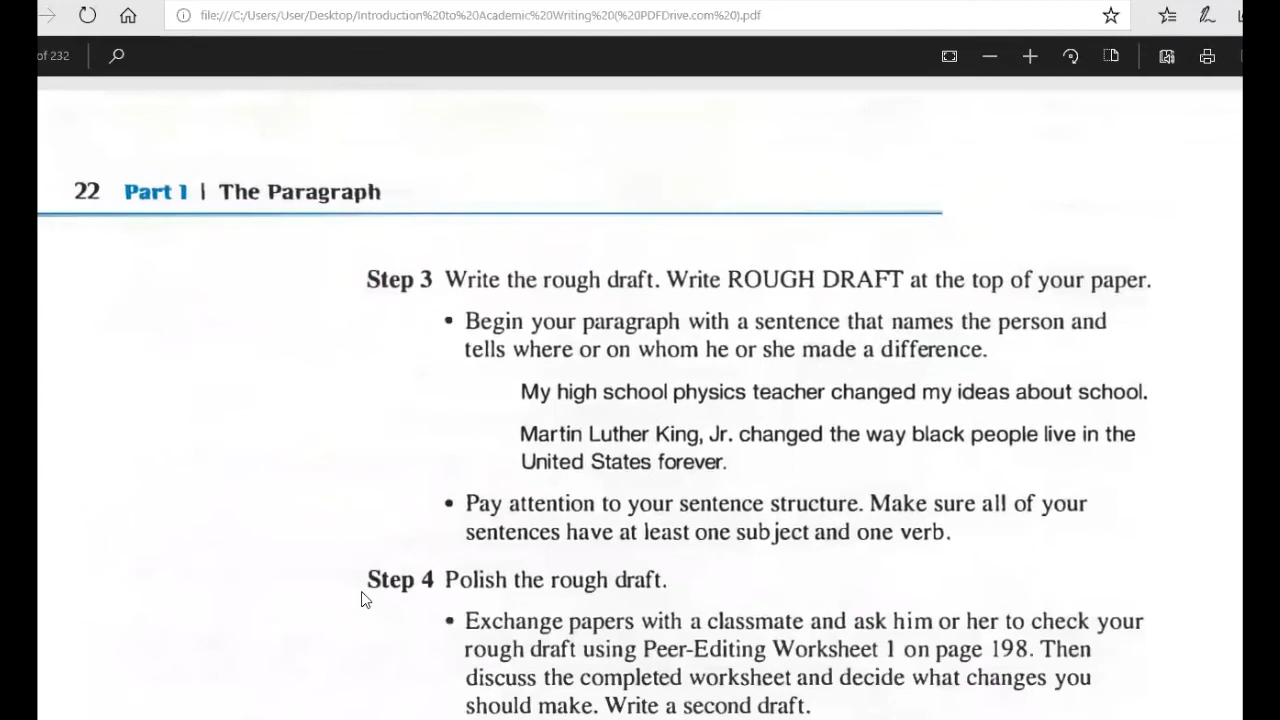 file:///C:/Users/User/Desktop/Introduction%20to%20Academic%20Writing%20(%20PDFDrive.com%20).pdf
of 232
22 Part 1 | The Paragraph
Step 3 Write the rough draft. Write ROUGH DRAFT at the top of your paper.
• Begin your paragraph with a sentence that names the person and
tells where or on whom he or she made a difference.
My high school physics teacher changed my ideas about school.
Martin Luther King, Jr. changed the way black people live in the
United States forever.
• Pay attention to your sentence structure. Make sure all of your
sentences have at least one subject and one verb.
Step 4 Polish the rough draft.
• Exchange papers with a classmate and ask him or her to check your
rough draft using Peer-Editing Worksheet 1 on page 198. Then
discuss the completed worksheet and decide what changes you
should make. Write a second draft.